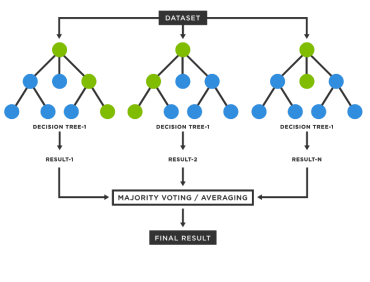 DATASET
DECISION TREE-1 DECISION TREE-1 DECISION TREE-1
RESULT-1 RESULT-2 RESULT-N
MAJORITY VOTING / AVERAGING
FINAL RESULT